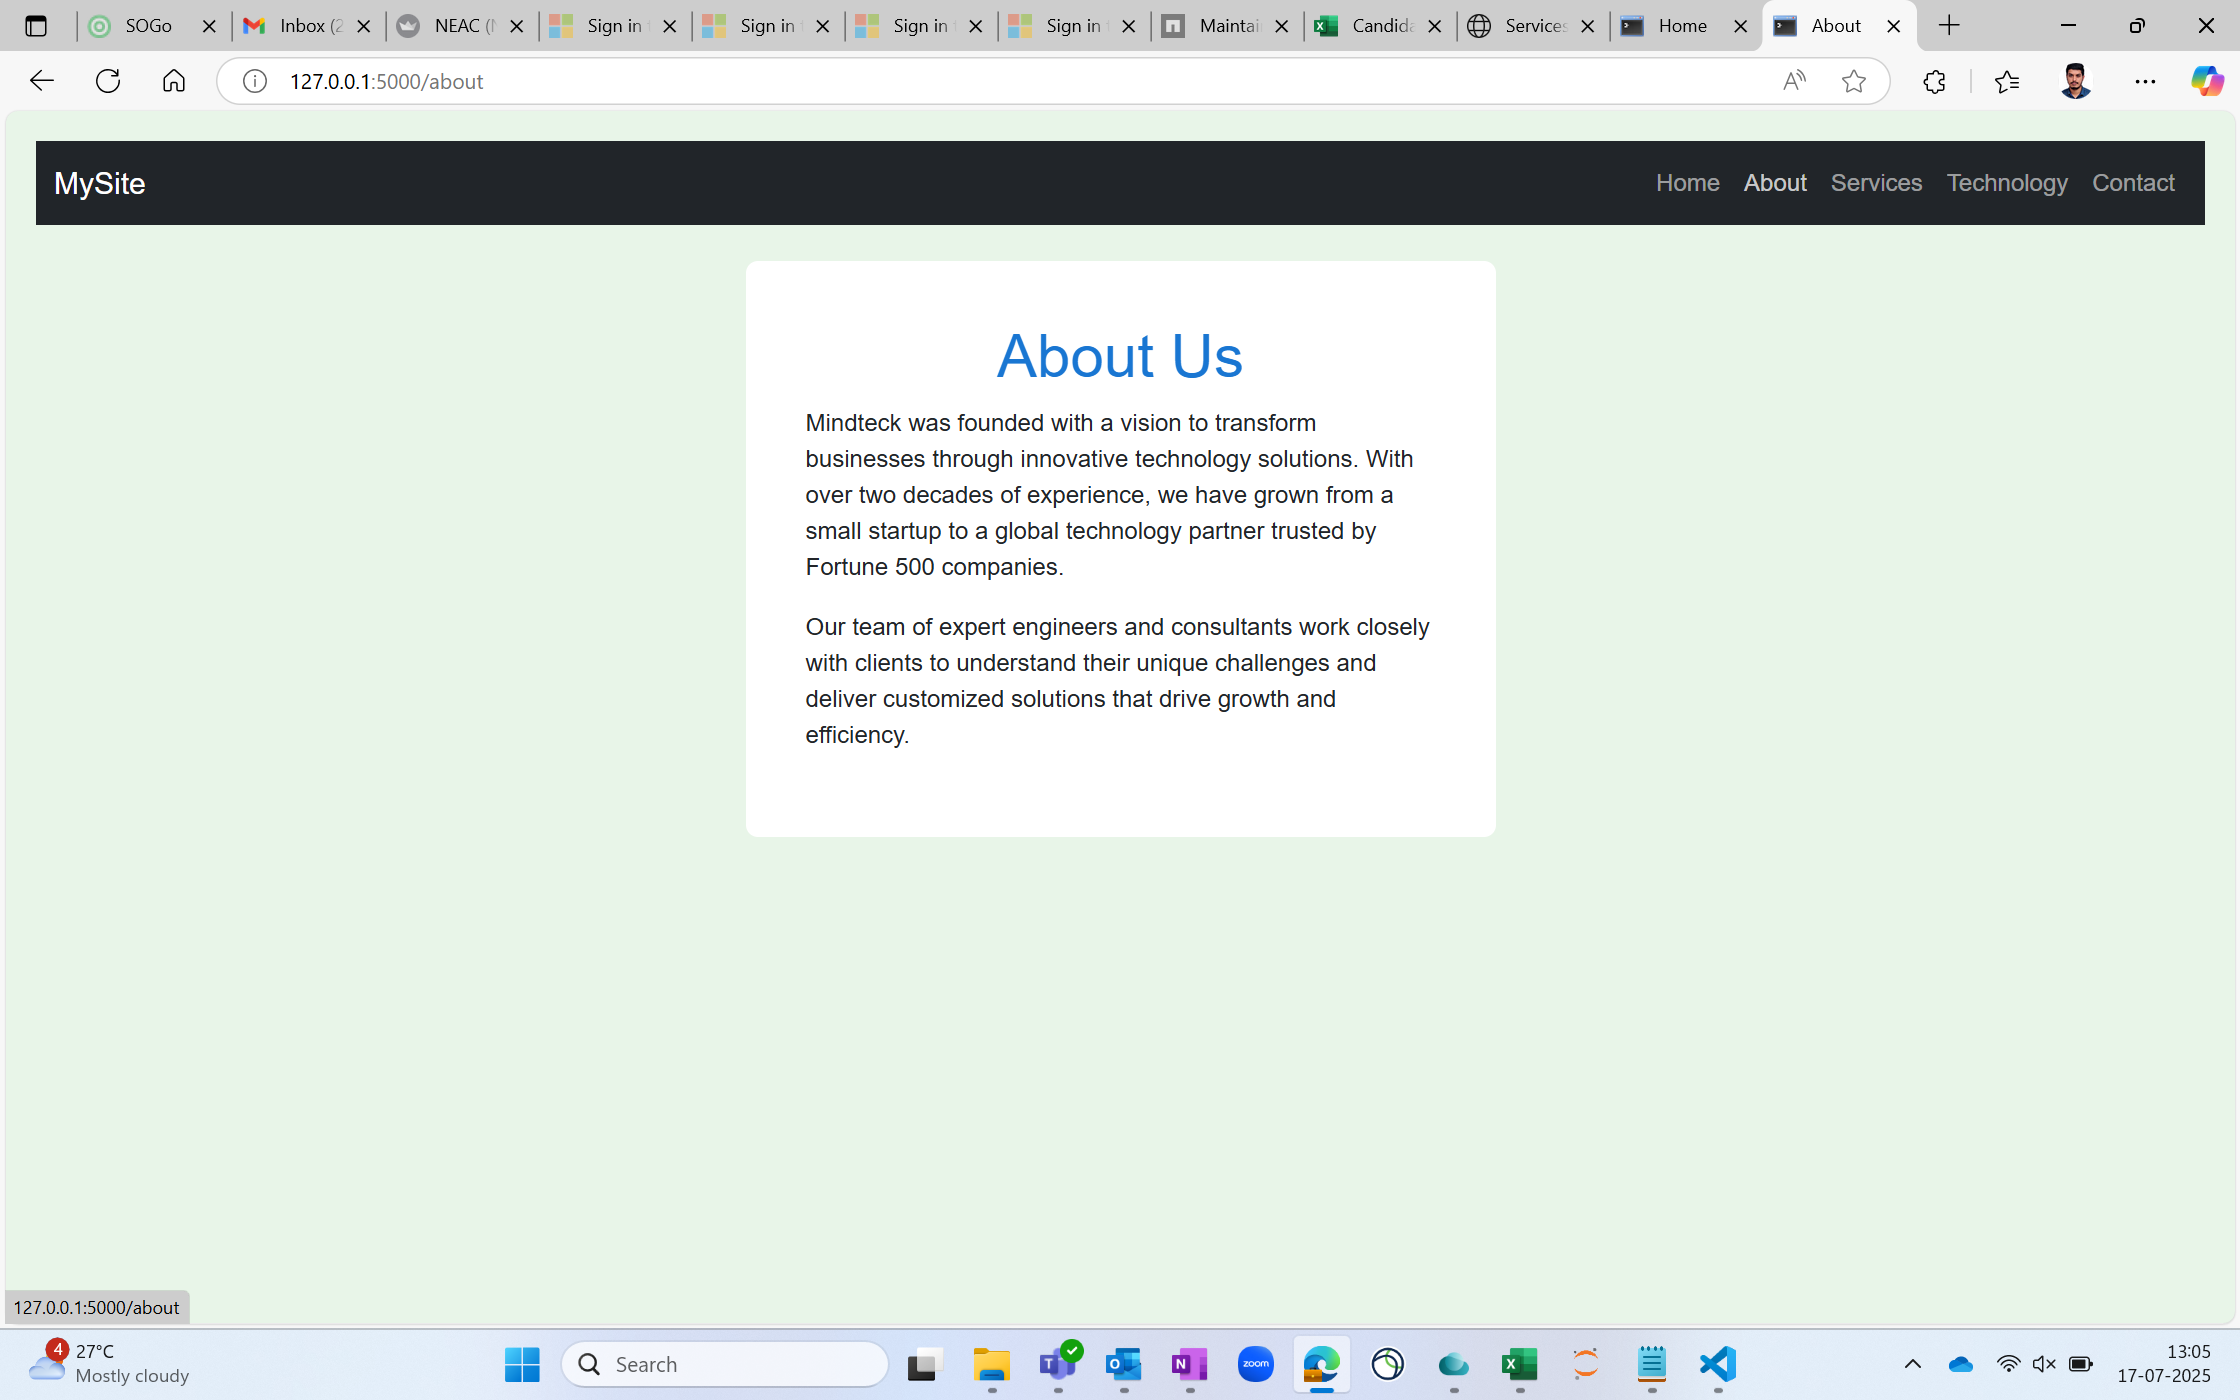 SOGo
Inbox (2
NEAC (
Sign in
Sign in
Sign in
Sign in
Maintai
Candida
Services
Home
About
127.0.0.1:5000/about
MySite
Home About Services Technology Contact
About Us
Mindteck was founded with a vision to transform
businesses through innovative technology solutions. With
over two decades of experience, we have grown from a
small startup to a global technology partner trusted by
Fortune 500 companies.
Our team of expert engineers and consultants work closely
with clients to understand their unique challenges and
deliver customized solutions that drive growth and
efficiency.
127.0.0.1:5000/about
4
27°C
Mostly cloudy
Search
zoom
13:05
17-07-2025